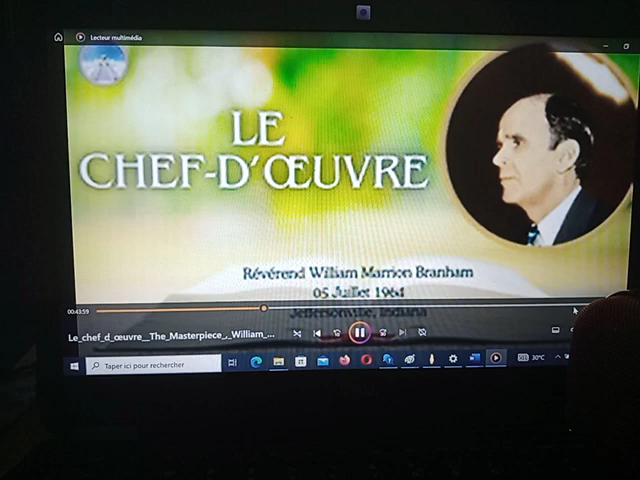 Lecteur multimédia
LE
CHEF-D'ŒUVRE
Révérend William Marrion Branham
05 Juillet 1964
Jeffersonville, Indiana
00:43:59
Le_chef_d_œuvre__The_Masterpiece_,_William_...
Taper ici pour rechercher
30°C